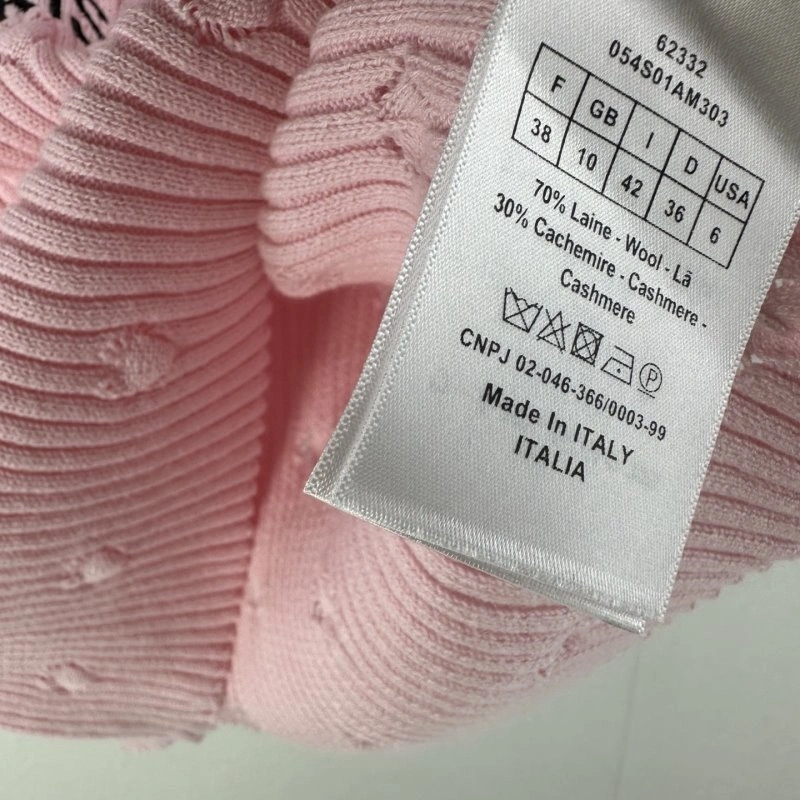 62332
054S01AM303
F GB I D USA
38 10 42 36 6
70% Laine - Wool - Lã
30% Cachemire - Cashmere -
Cashmere
P
CNPJ 02-046-366/0003-99
Made In ITALY
ITALIA